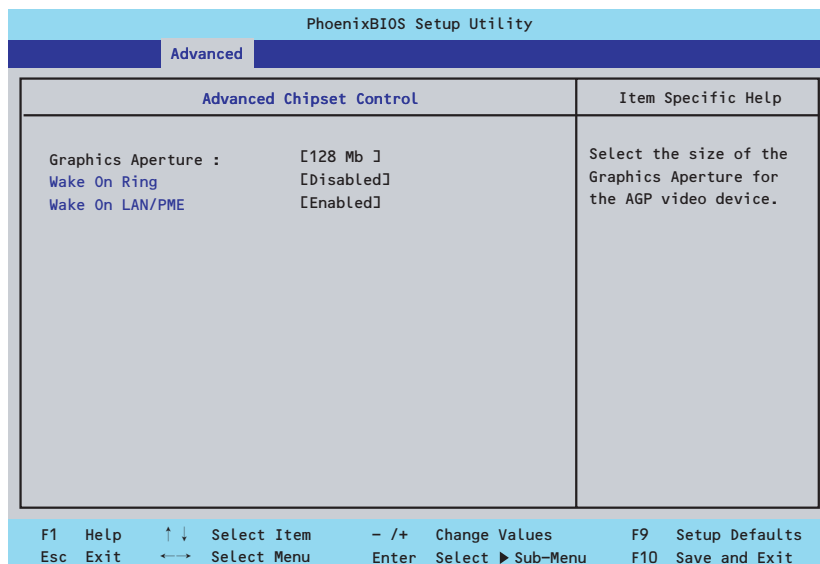 PhoenixBIOS Setup Utility
Advanced
Advanced Chipset Control
Item Specific Help
Graphics Aperture : [128 Mb ]
Wake On Ring [Disabled]
Wake On LAN/PME [Enabled]
Select the size of the
Graphics Aperture for
the AGP video device.
F1 Help ↑↓ Select Item - /+ Change Values F9 Setup Defaults
Esc Exit ←→ Select Menu Enter Select ▶ Sub-Menu F10 Save and Exit